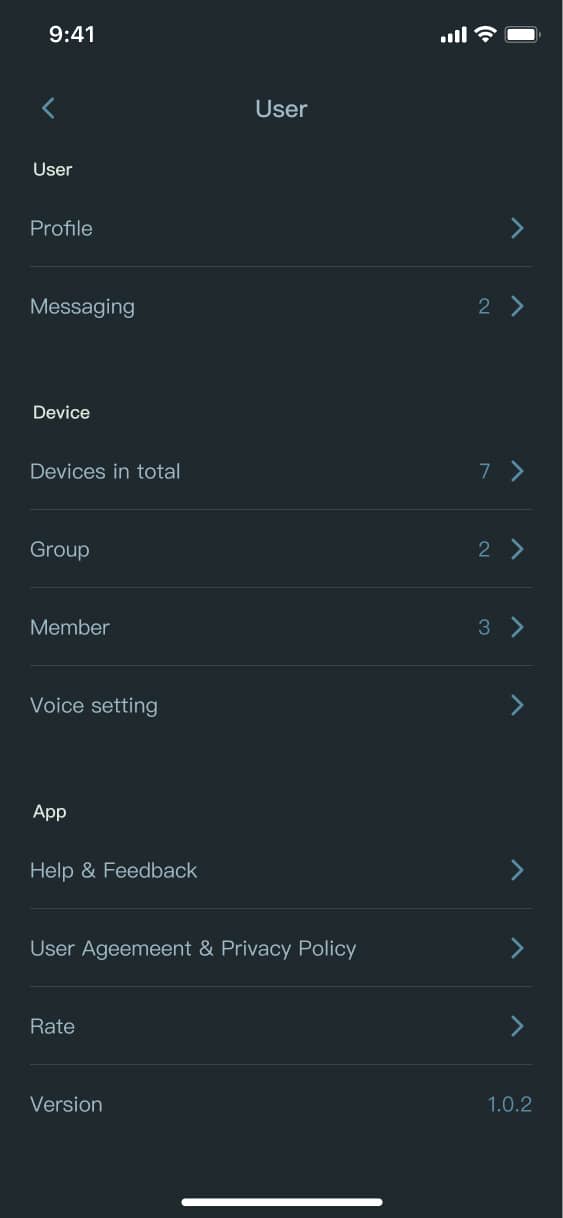 9:41
User
User
Profile
Messaging 2
Device
Devices in total 7
Group 2
Member 3
Voice setting
App
Help & Feedback
User Ageemeent & Privacy Policy
Rate
Version 1.0.2